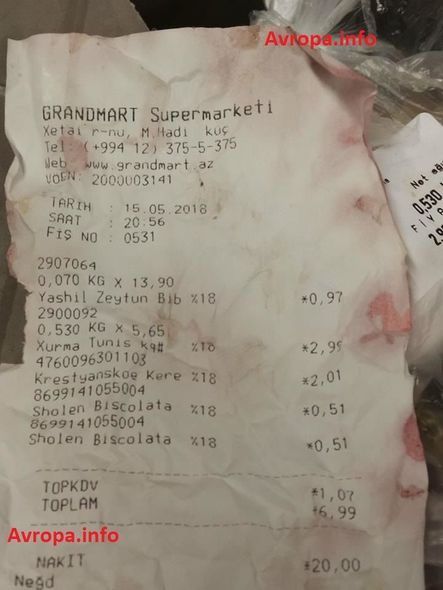 Avropa.info
GRANDMART Supermarketi
Xetai r-nu, M.Hadi küç
Tel: (+994 12) 375-5-375
Web www.grandmart.az
VOEN: 2000003141
TARIH : 15.05.2018
SAAT : 20:56
FIŞ NO : 0531
2907064
0,070 KG X 13,90
Yashil Zeytun Bib %18 *0,97
2900092
0,530 KG X 5,65
Xurma Tunis kq# %18 *2,99
4760096301103
Krestyanskoe Kere %18 *2,01
8699141055004
Sholen Biscolata %18 *0,51
8699141055004
Sholen Biscolata %18 *0,51
TOPKDV *1,07
TOPLAM *6,99
Avropa.info
NAKIT *20,00
Neğd
Net
0,530